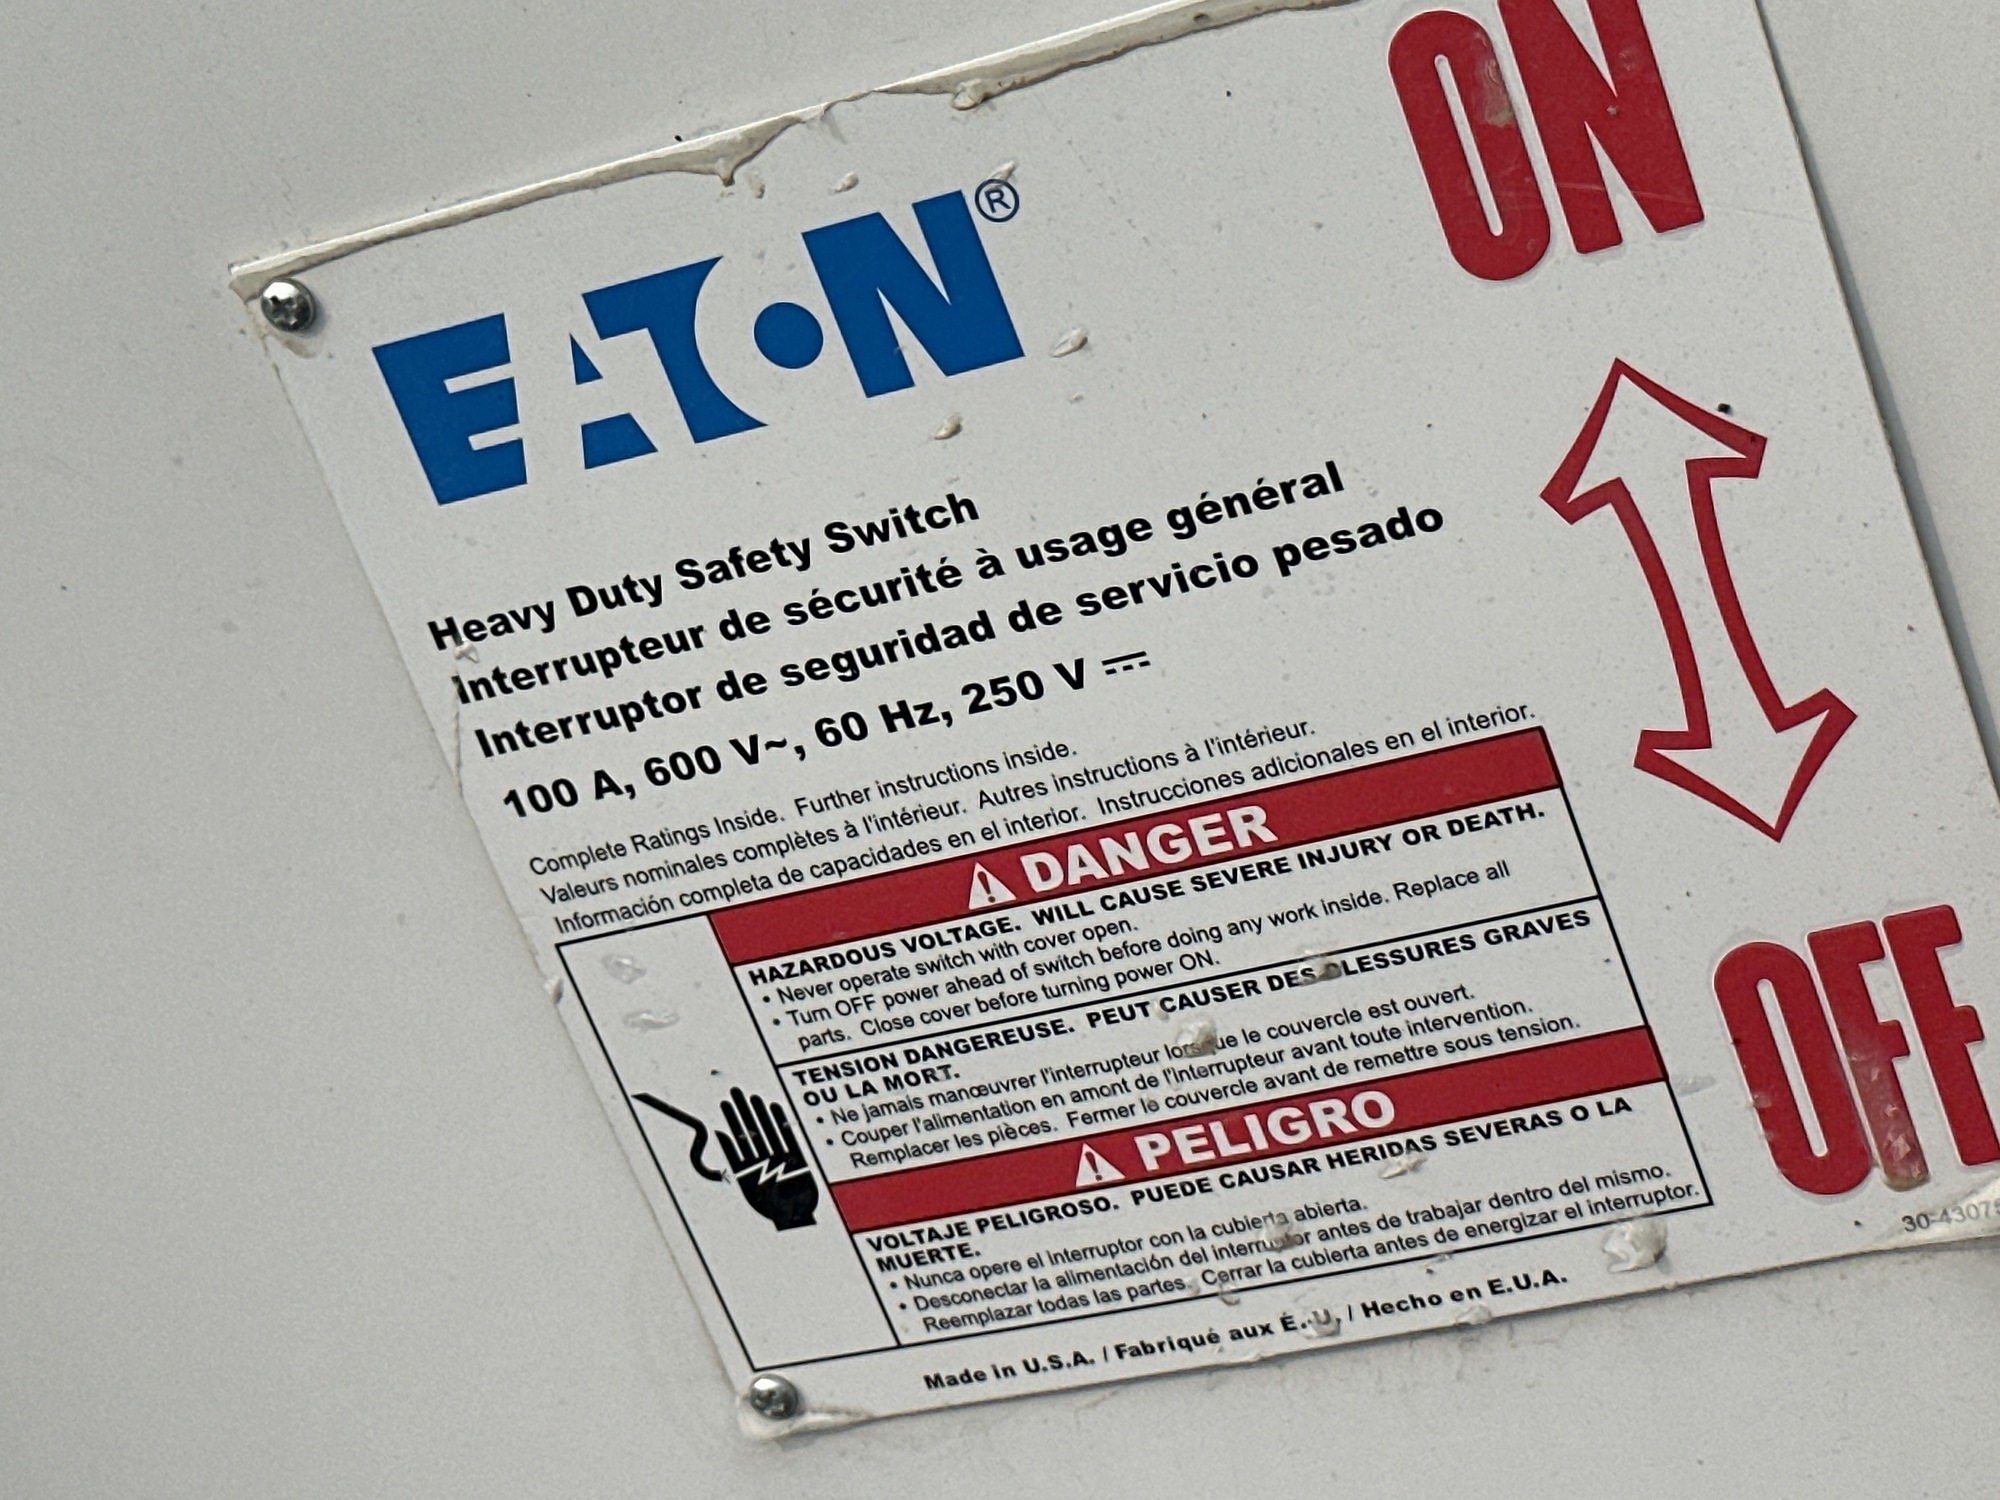 EATON®
ON
Heavy Duty Safety Switch
Interrupteur de sécurité à usage général
Interruptor de seguridad de servicio pesado
100 A, 600 V~, 60 Hz, 250 V ⎓
Complete Ratings Inside. Further instructions inside.
Valeurs nominales complètes à l'intérieur. Autres instructions à l'intérieur.
Información completa de capacidades en el interior. Instrucciones adicionales en el interior.
⚠ DANGER
HAZARDOUS VOLTAGE. WILL CAUSE SEVERE INJURY OR DEATH.
• Never operate switch with cover open.
• Turn OFF power ahead of switch before doing any work inside. Replace all
parts. Close cover before turning power ON.
TENSION DANGEREUSE. PEUT CAUSER DES BLESSURES GRAVES
OU LA MORT.
• Ne jamais manœuvrer l'interrupteur lorsque le couvercle est ouvert.
• Couper l'alimentation en amont de l'interrupteur avant toute intervention.
Remplacer les pièces. Fermer le couvercle avant de remettre sous tension.
⚠ PELIGRO
VOLTAJE PELIGROSO. PUEDE CAUSAR HERIDAS SEVERAS O LA
MUERTE.
• Nunca opere el interruptor con la cubierta abierta.
• Desconectar la alimentación del interruptor antes de trabajar dentro del mismo.
Reemplazar todas las partes. Cerrar la cubierta antes de energizar el interruptor.
Made in U.S.A. / Fabriqué aux É.-U. / Hecho en E.U.A.
OFF